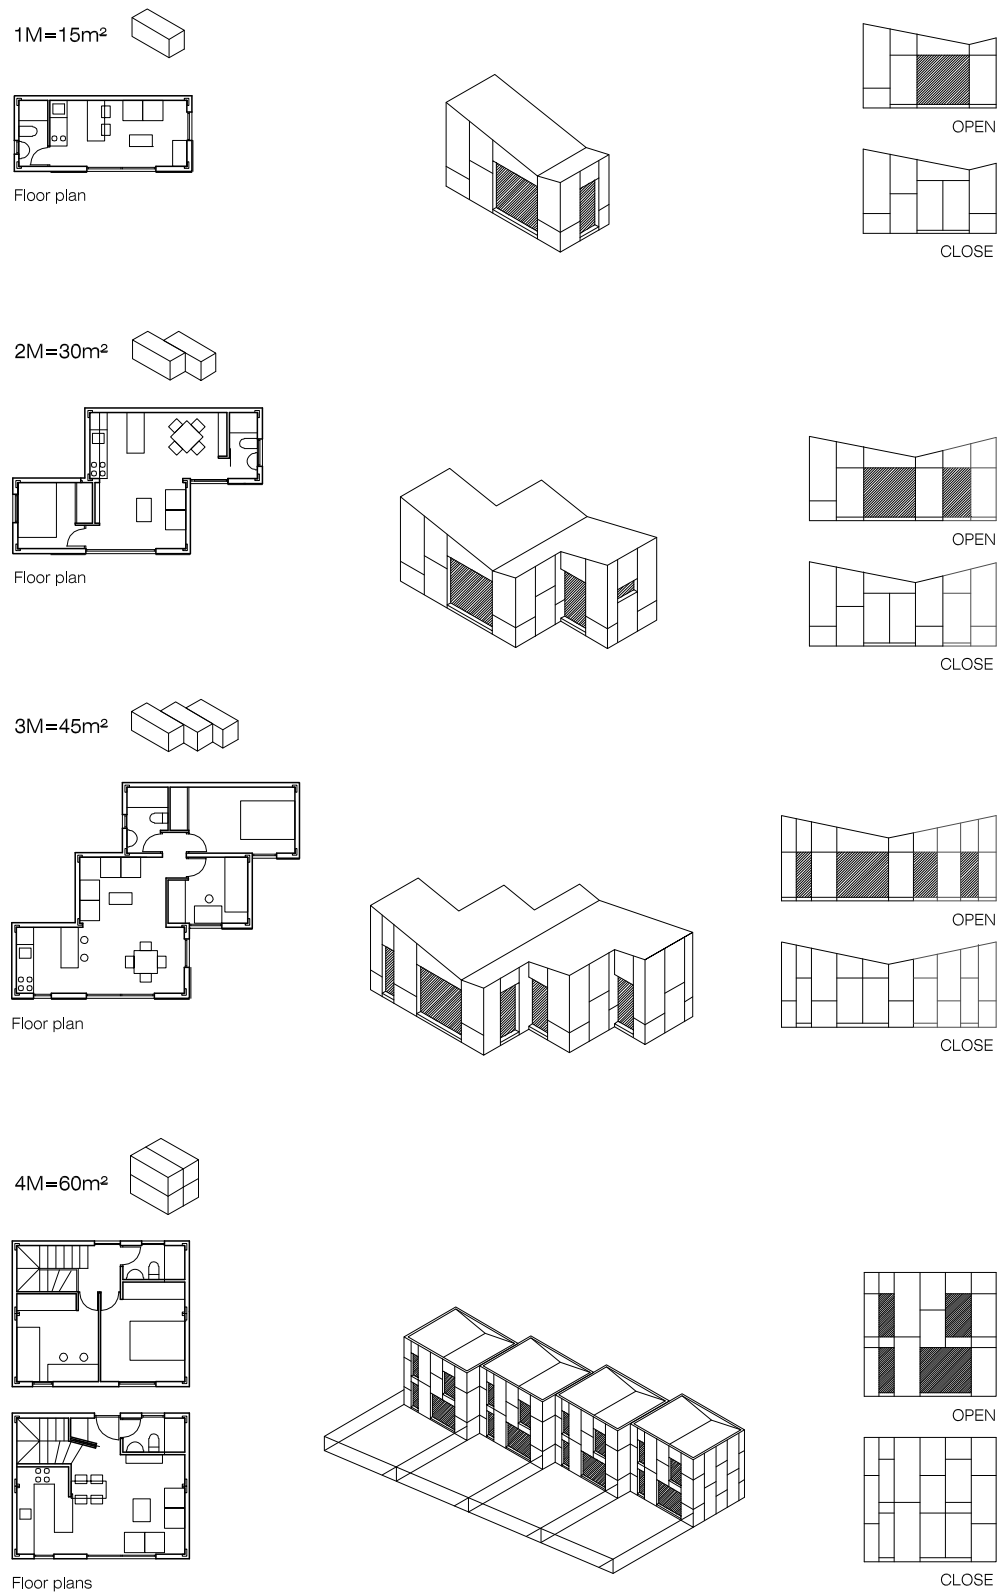 1M=15m²
OPEN
Floor plan
CLOSE
2M=30m²
OPEN
Floor plan
CLOSE
3M=45m²
OPEN
Floor plan
CLOSE
4M=60m²
OPEN
Floor plans
CLOSE